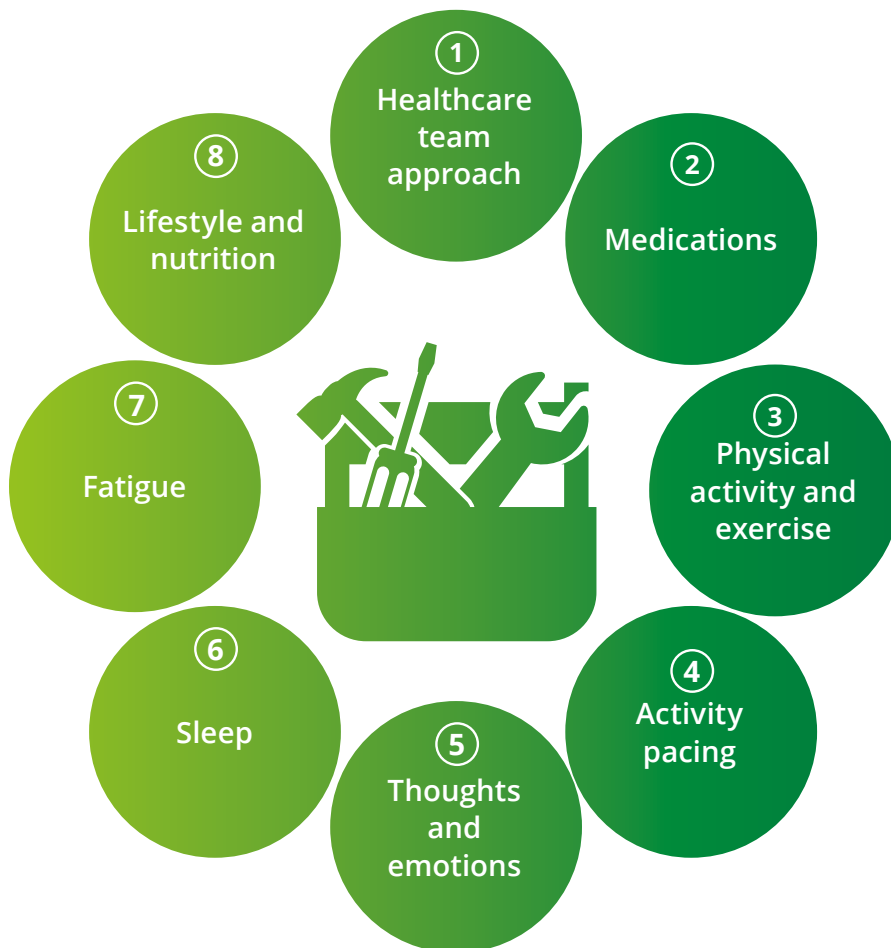 1
Healthcare
team
approach
2
Medications
3
Physical
activity and
exercise
4
Activity
pacing
5
Thoughts
and
emotions
6
Sleep
7
Fatigue
8
Lifestyle and
nutrition